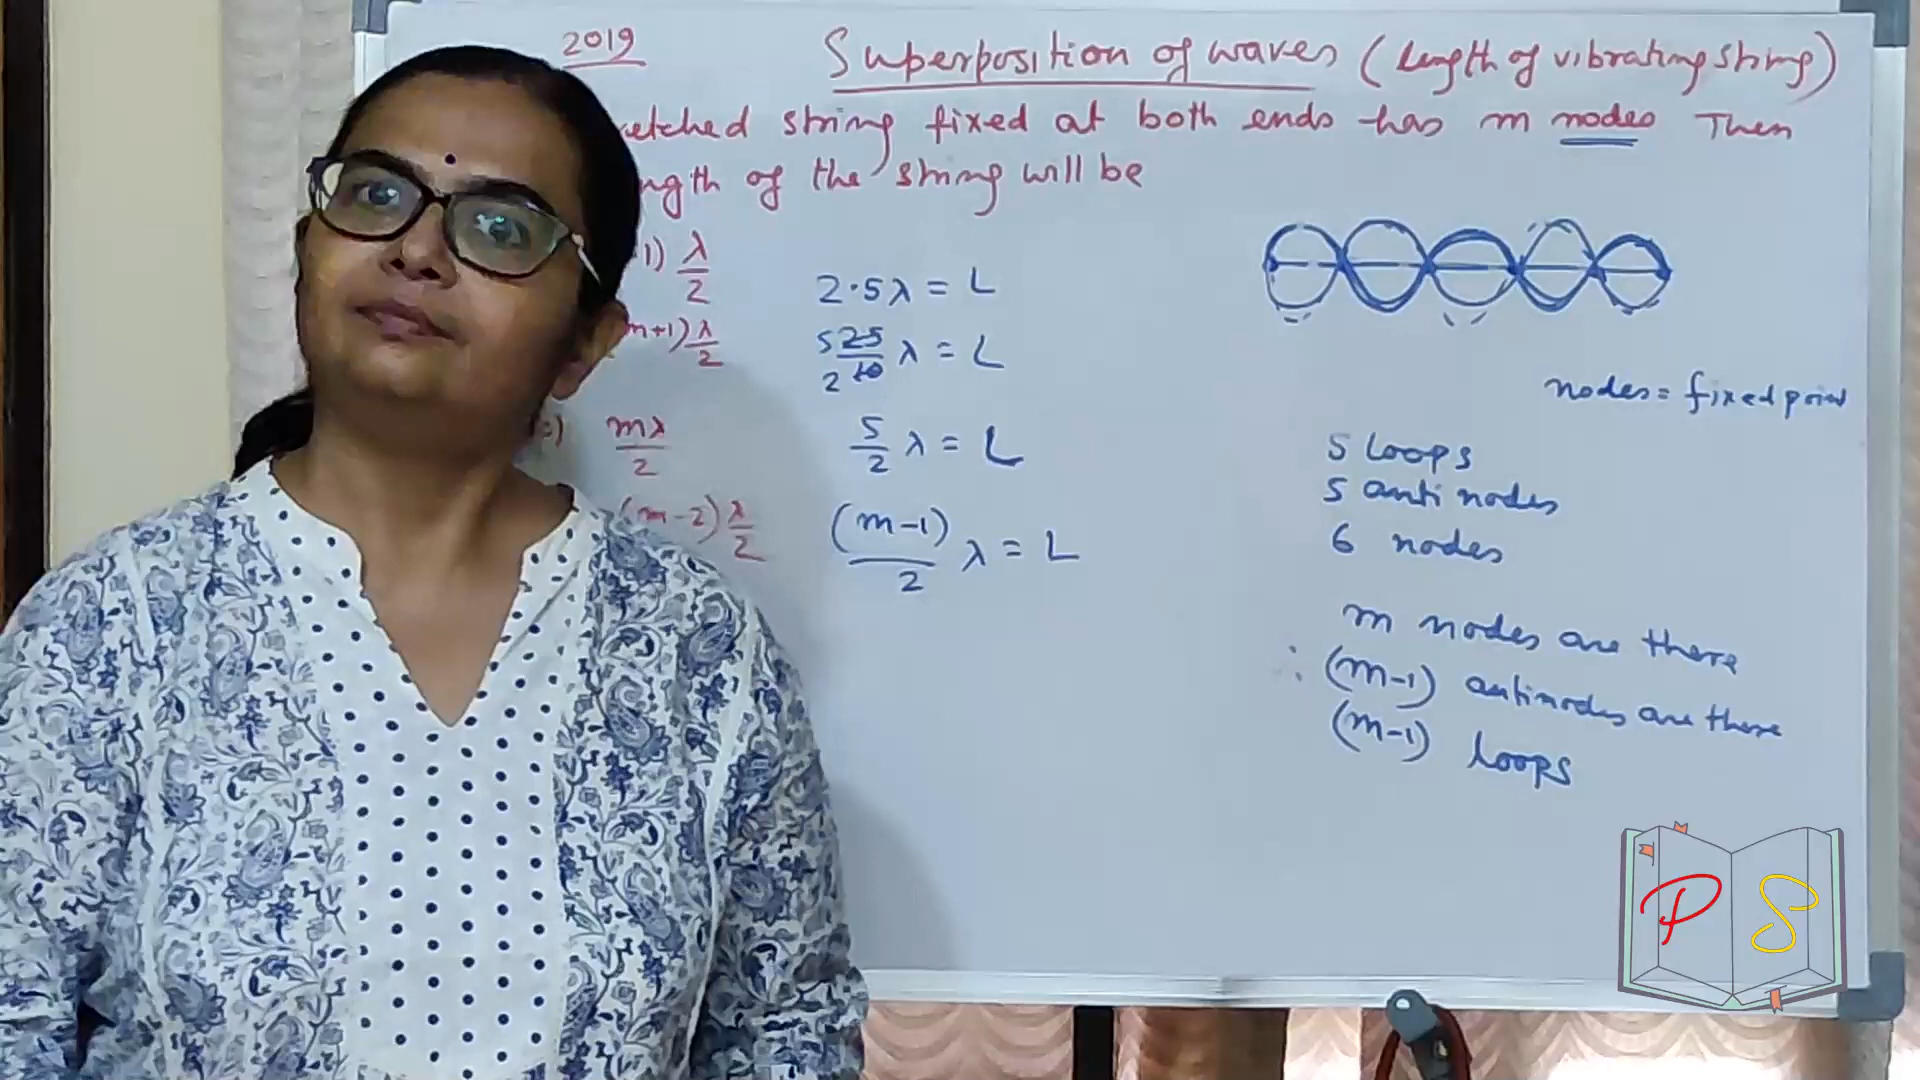 2019
Superposition of waves (length of vibrating string)
etched string fixed at both ends has m nodes Then
ngth of the string will be
1) λ/2
m+1) λ/2
c) mλ/2
(m-2) λ/2
2.5λ = L
5 25/10 2 λ = L
5/2 λ = L
(m-1)/2 λ = L
nodes = fixed point
5 Loops
5 anti nodes
6 nodes
m nodes are there
∴ (m-1) antinodes are there
(m-1) loops
P S